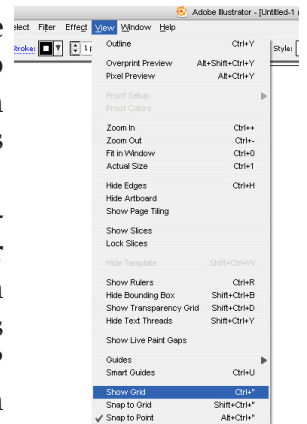 Adobe Illustrator - [Untitled-1
elect Filter Effect View Window Help
Stroke: Style:
Outline Ctrl+Y
Overprint Preview Alt+Shift+Ctrl+Y
Pixel Preview Alt+Ctrl+Y
Proof Setup
Proof Colors
Zoom In Ctrl++
Zoom Out Ctrl+-
Fit in Window Ctrl+0
Actual Size Ctrl+1
Hide Edges Ctrl+H
Hide Artboard
Show Page Tiling
Show Slices
Lock Slices
Hide Template Shift+Ctrl+W
Show Rulers Ctrl+R
Hide Bounding Box Shift+Ctrl+B
Show Transparency Grid Shift+Ctrl+D
Hide Text Threads Shift+Ctrl+Y
Show Live Paint Gaps
Guides
Smart Guides Ctrl+U
Show Grid Ctrl+"
Snap to Grid Shift+Ctrl+"
✓ Snap to Point Alt+Ctrl+"